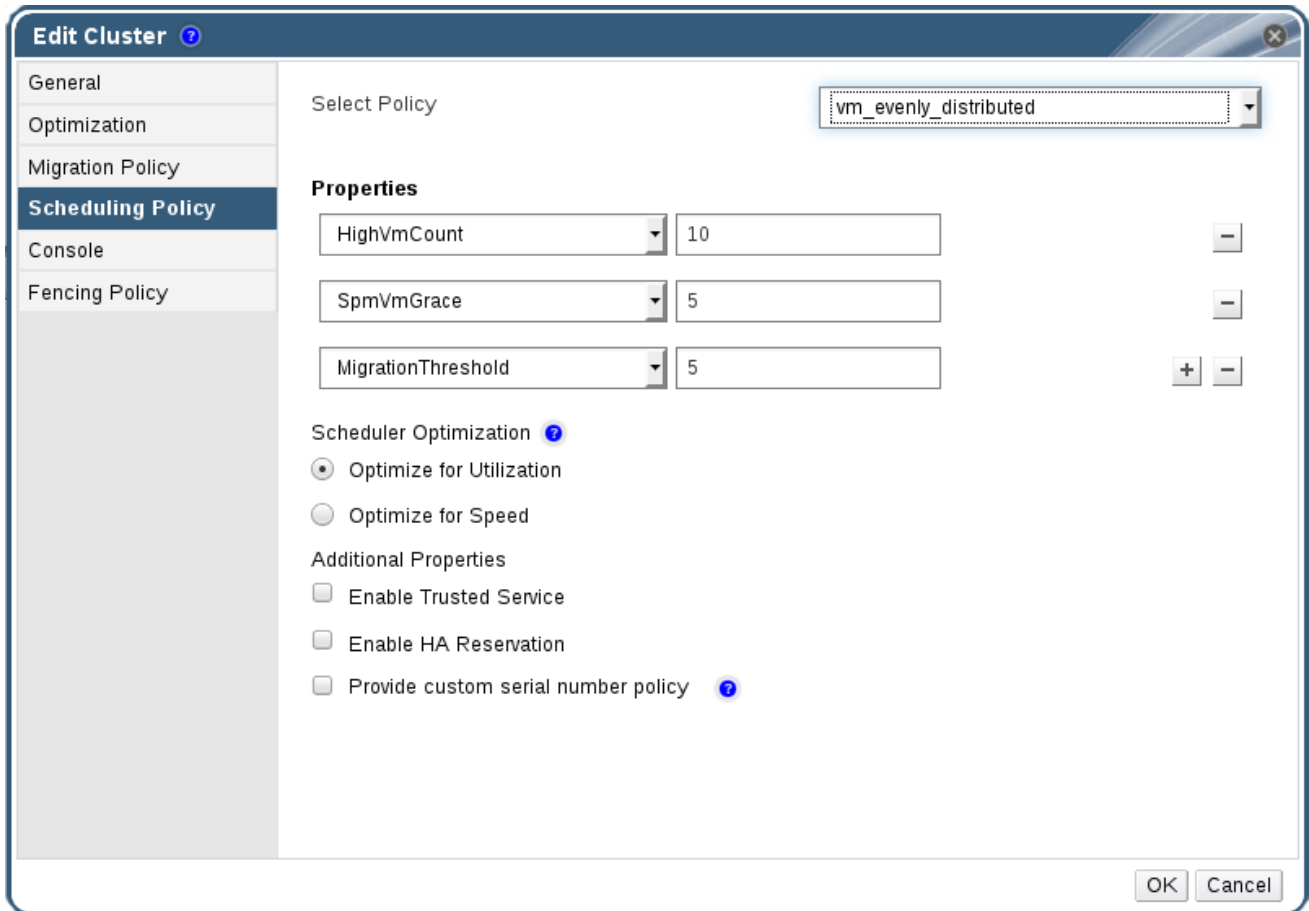 Edit Cluster ?
General
Optimization
Migration Policy
Scheduling Policy
Console
Fencing Policy
Select Policy vm_evenly_distributed
Properties
HighVmCount 10 −
SpmVmGrace 5 −
MigrationThreshold 5 + −
Scheduler Optimization ?
Optimize for Utilization
Optimize for Speed
Additional Properties
Enable Trusted Service
Enable HA Reservation
Provide custom serial number policy ?
OK Cancel